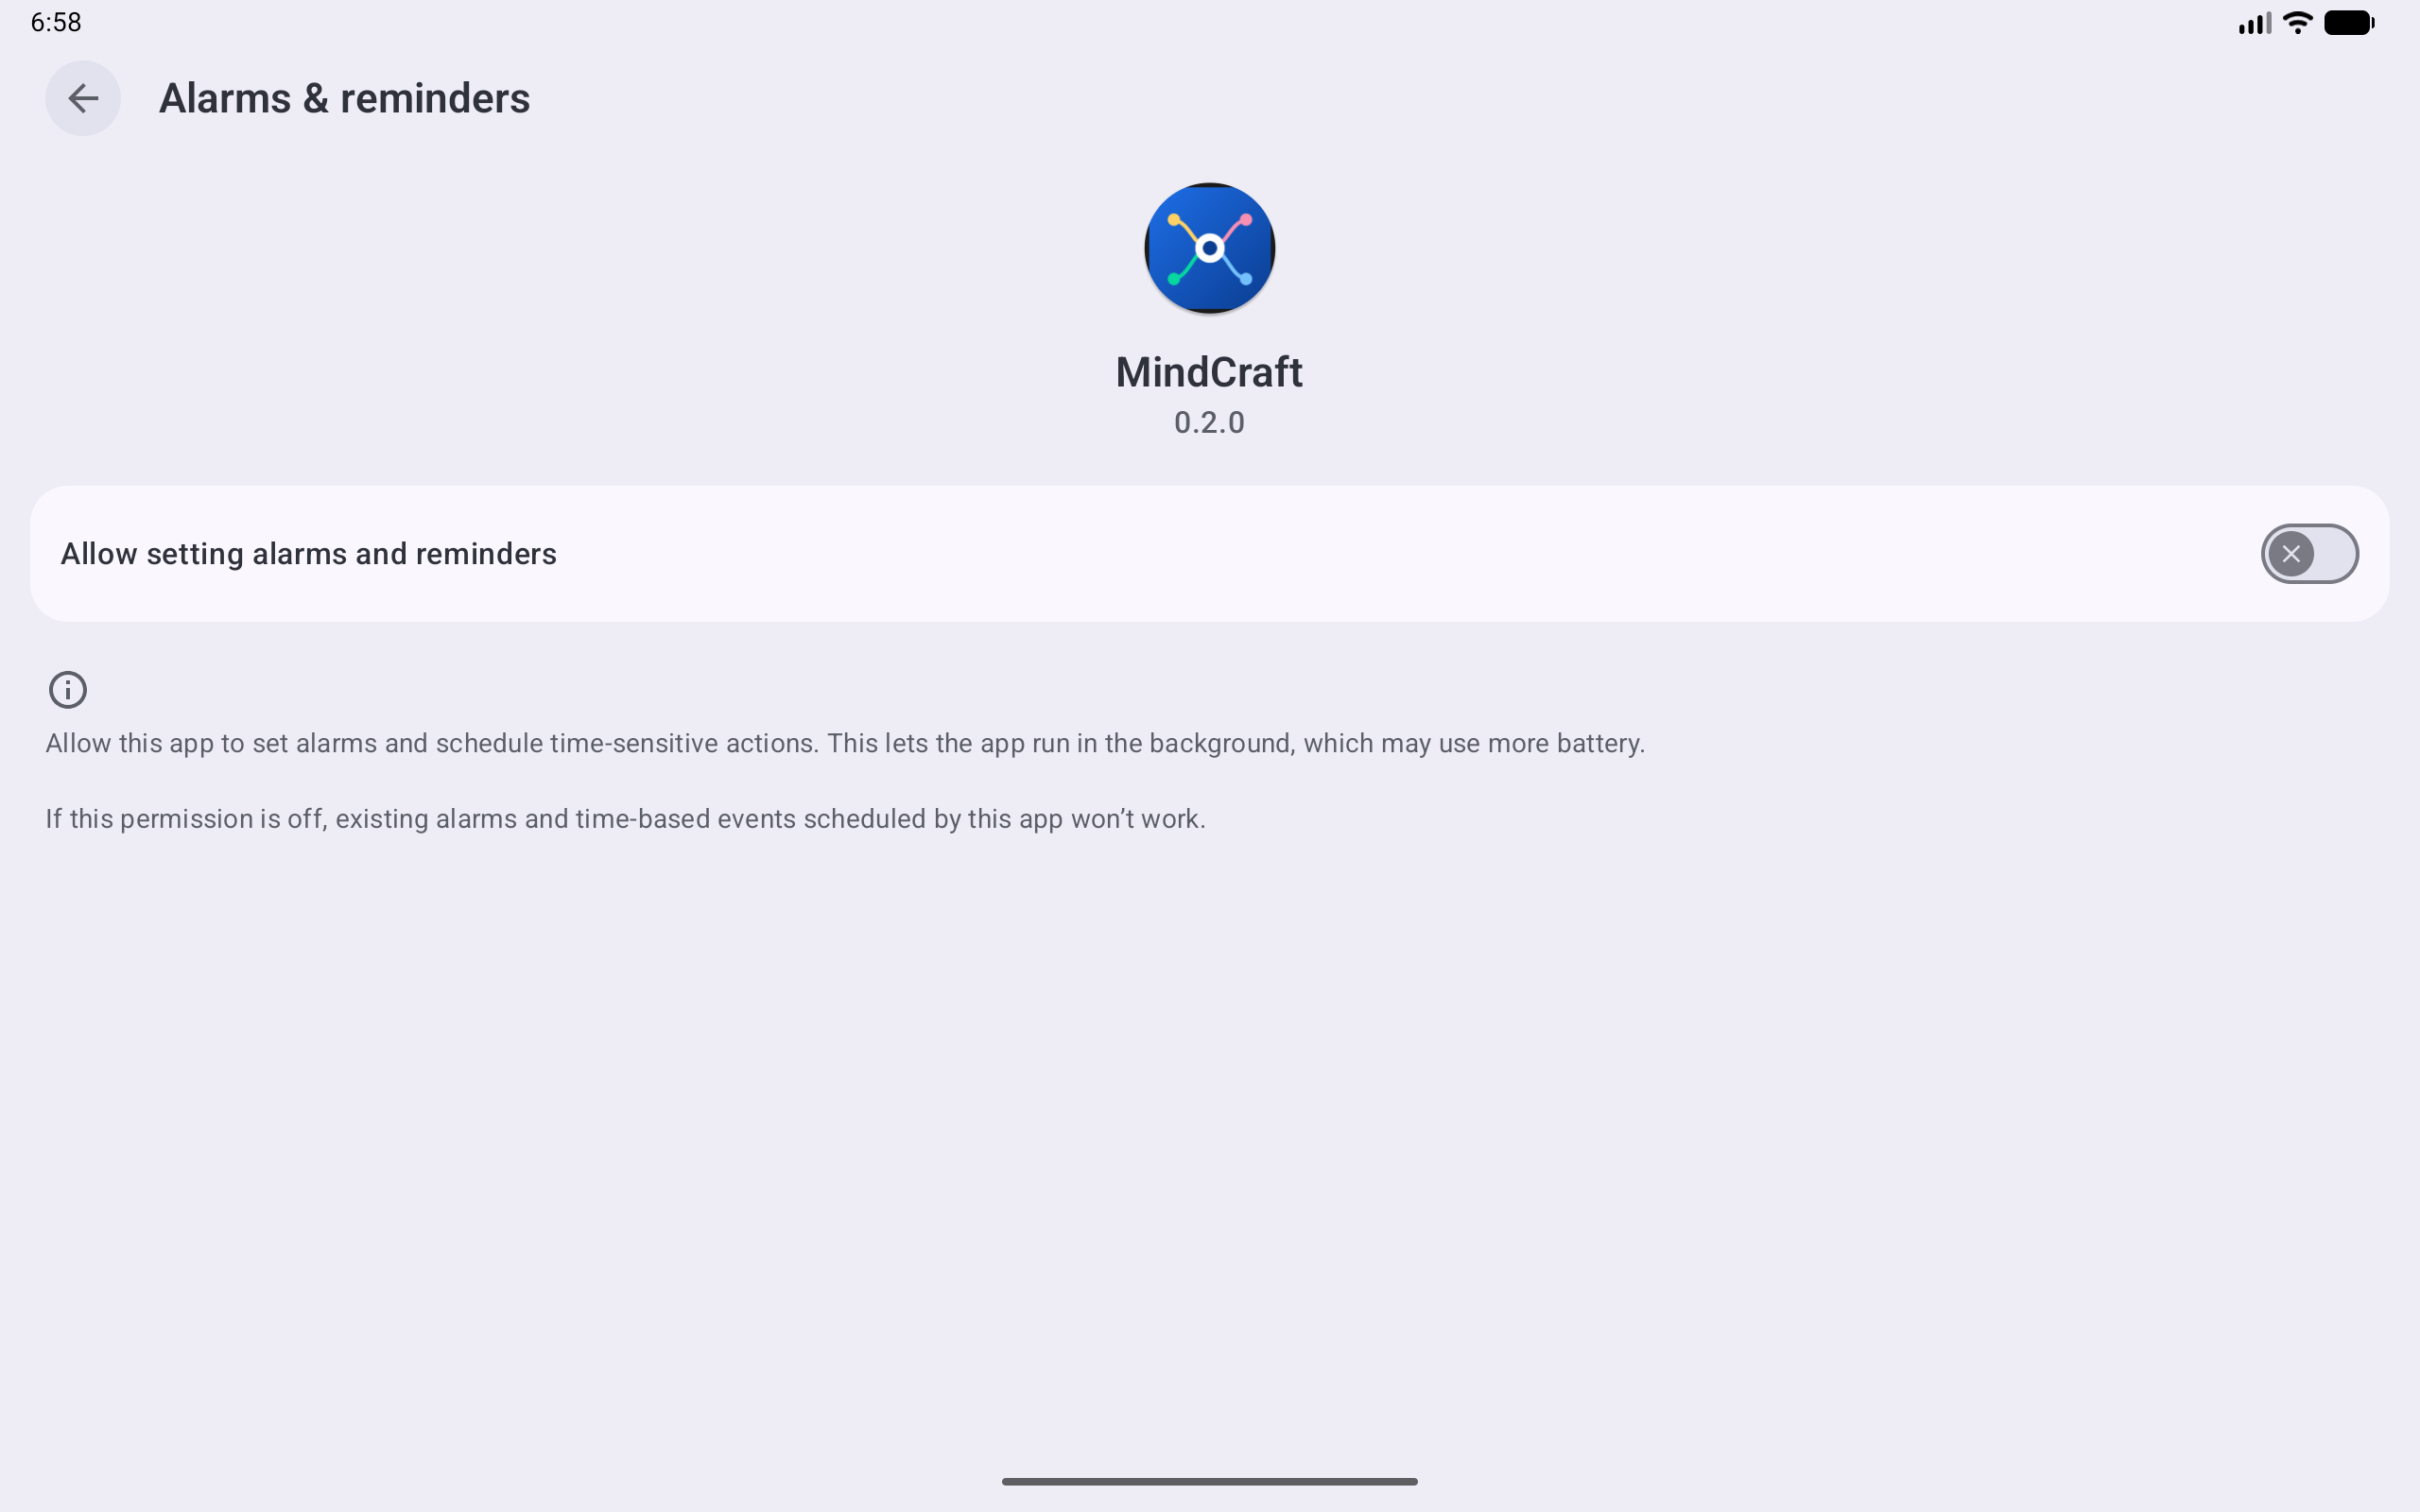 6:58
Alarms & reminders
MindCraft
0.2.0
Allow setting alarms and reminders
Allow this app to set alarms and schedule time-sensitive actions. This lets the app run in the background, which may use more battery.
If this permission is off, existing alarms and time-based events scheduled by this app won’t work.